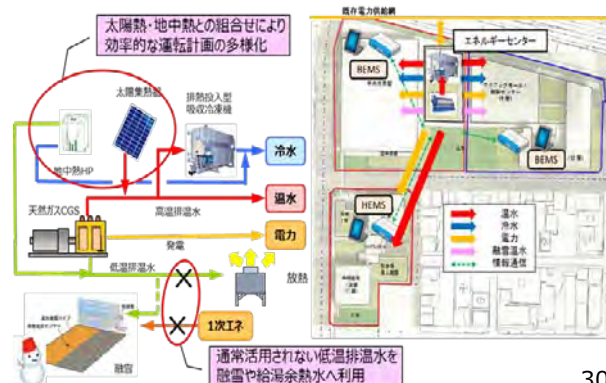 太陽熱・地中熱との組合せにより
効率的な運転計画の多様化
太陽集熱器
排熱投入型
吸収冷凍機
地中熱HP
冷水
温水
高温排温水
天然ガスCGS
電力
発電
低温排温水
放熱
1次エネ
融雪
通常活用されない低温排温水を
融雪や給湯余熱水へ利用
既存電力供給網
エネルギーセンター
BEMS
BEMS
HEMS
温水
冷水
電力
融雪温水
情報通信
30